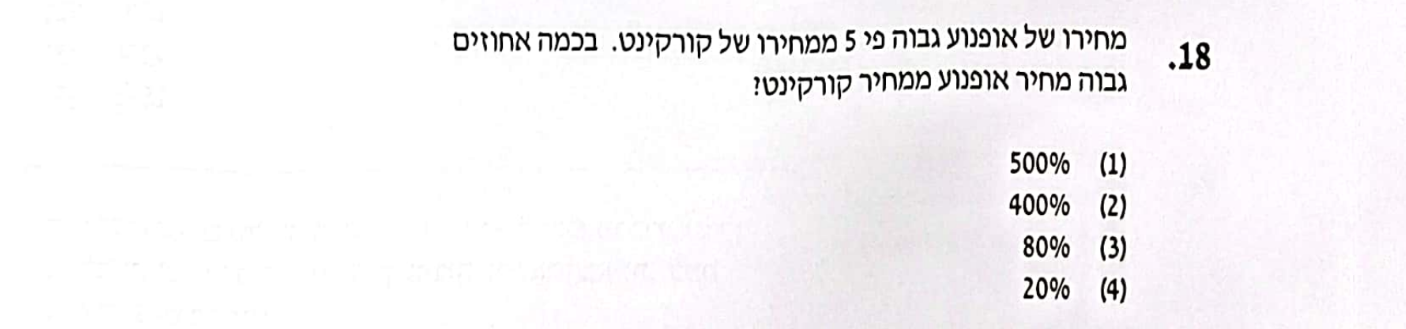 18. מחירו של אופנוע גבוה פי 5 ממחירו של קורקינט. בכמה אחוזים
גבוה מחיר אופנוע ממחיר קורקינט?
(1) 500%
(2) 400%
(3) 80%
(4) 20%